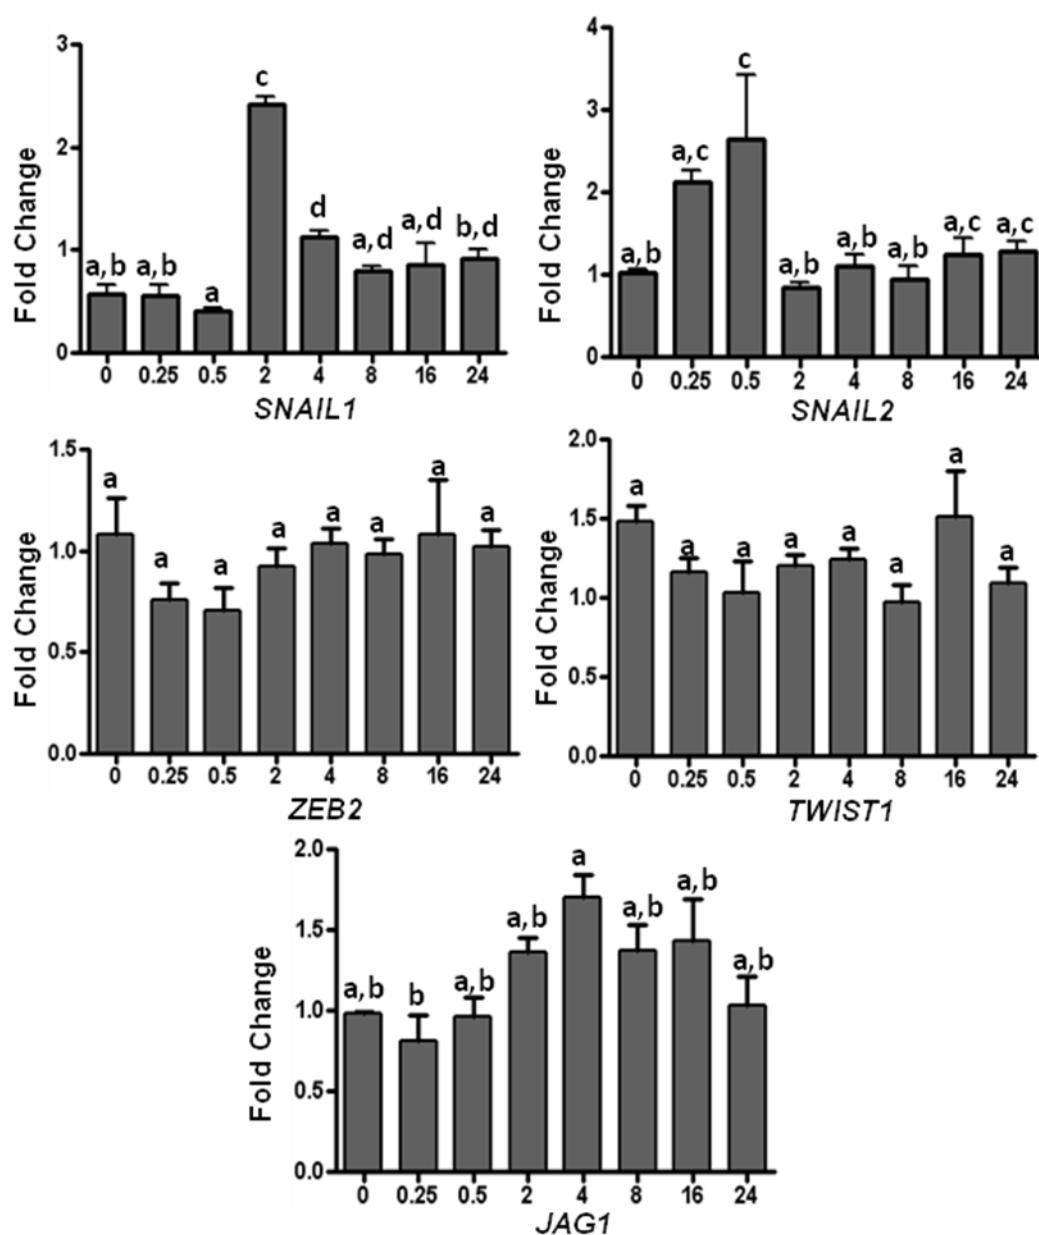 3
2
1
0
Fold Change
a,b
a,b
a
c
d
a,d
a,d
b,d
0 0.25 0.5 2 4 8 16 24
SNAIL1
4
3
2
1
0
Fold Change
a,b
a,c
c
a,b
a,b
a,b
a,c
a,c
0 0.25 0.5 2 4 8 16 24
SNAIL2
1.5
1.0
0.5
0.0
Fold Change
a
a
a
a
a
a
a
a
0 0.25 0.5 2 4 8 16 24
ZEB2
2.0
1.5
1.0
0.5
0.0
Fold Change
a
a
a
a
a
a
a
a
0 0.25 0.5 2 4 8 16 24
TWIST1
2.0
1.5
1.0
0.5
0.0
Fold Change
a,b
b
a,b
a,b
a
a,b
a,b
a,b
0 0.25 0.5 2 4 8 16 24
JAG1